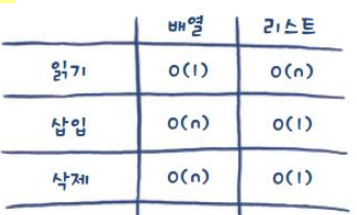 배열 리스트
읽기 O(1) O(n)
삽입 O(n) O(1)
삭제 O(n) O(1)